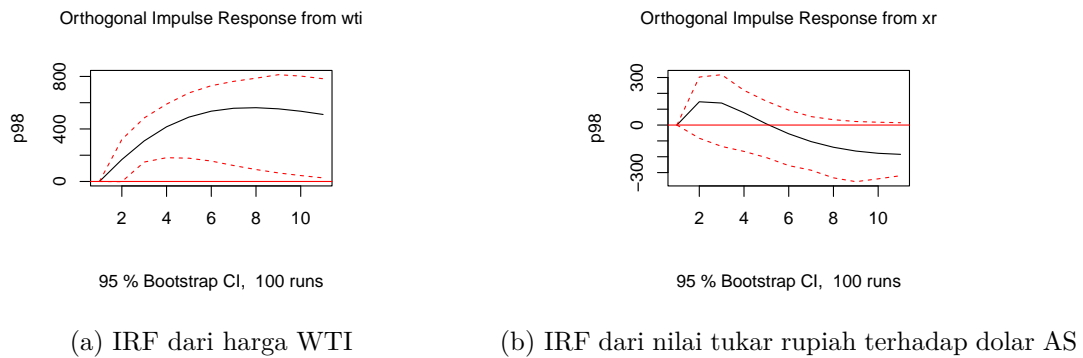 Orthogonal Impulse Response from wti
p98
0
400
800
2
4
6
8
10
95 % Bootstrap CI,  100 runs
(a) IRF dari harga WTI
Orthogonal Impulse Response from xr
p98
−300
0
300
2
4
6
8
10
95 % Bootstrap CI,  100 runs
(b) IRF dari nilai tukar rupiah terhadap dolar AS